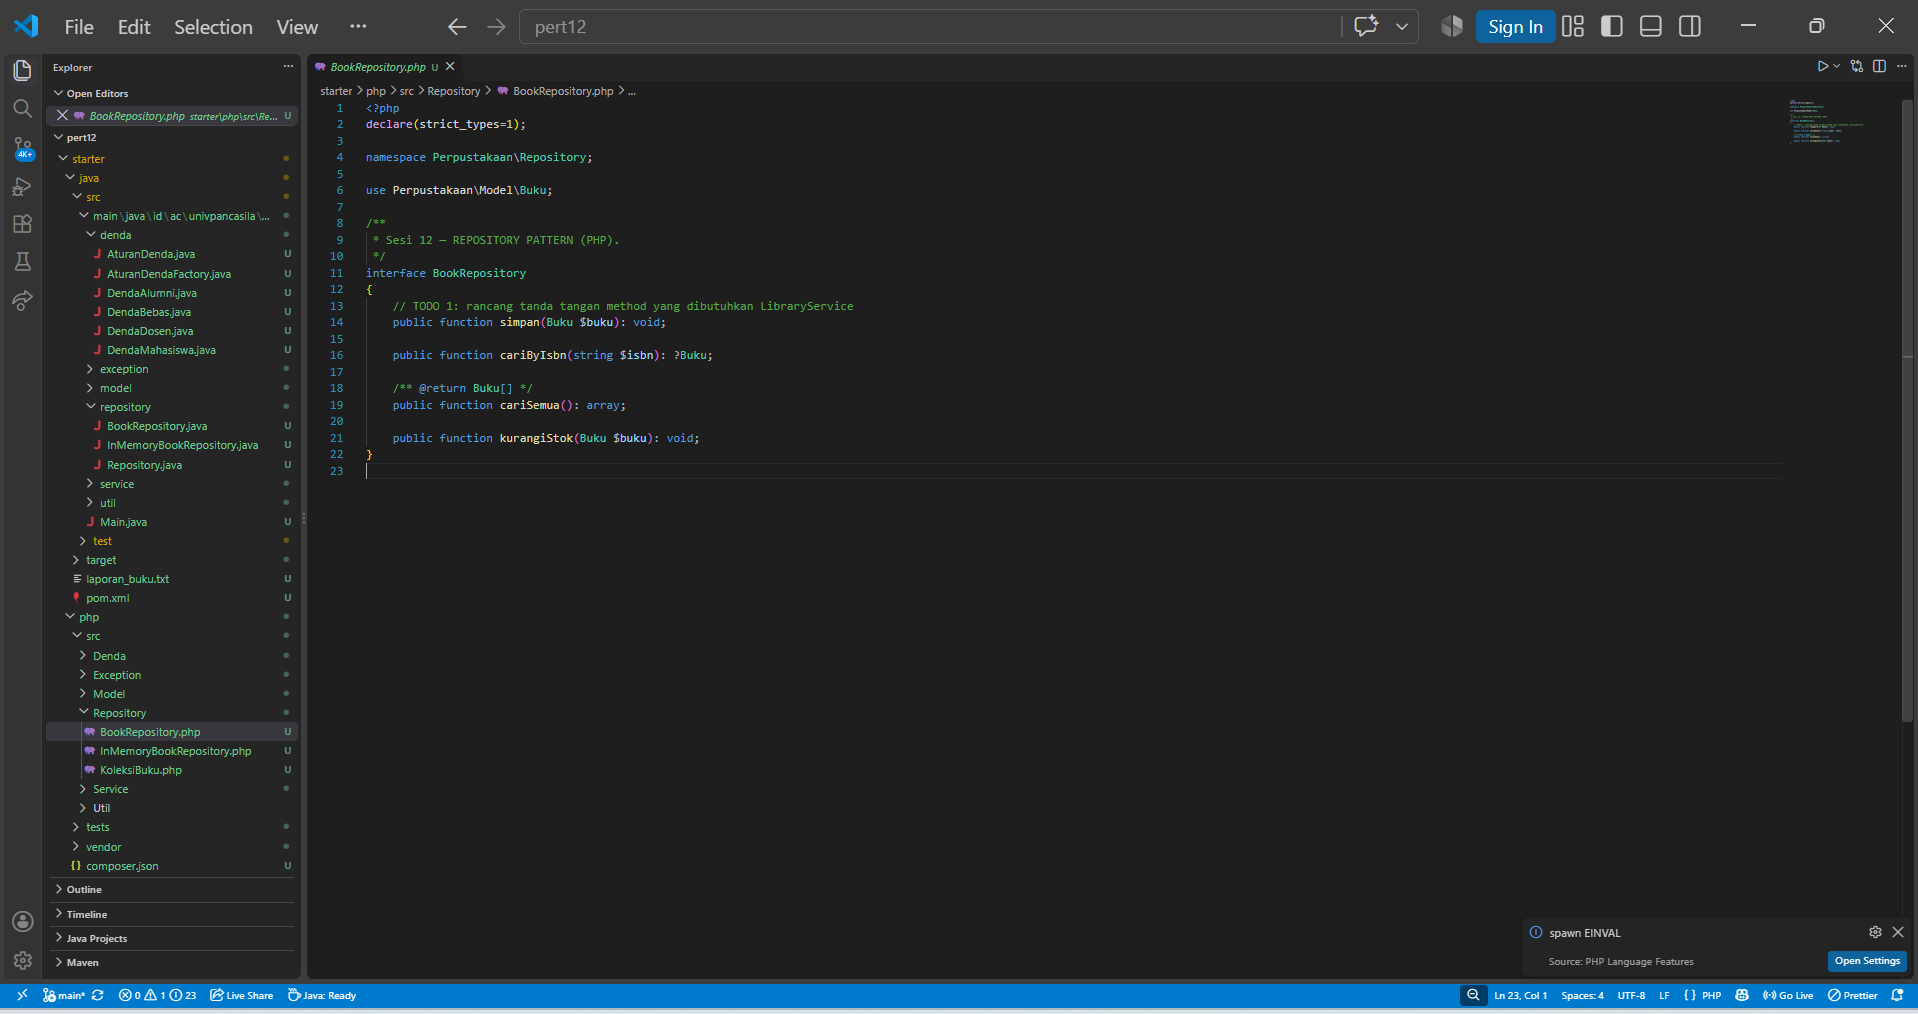 File Edit Selection View ··· pert12 Sign In
Explorer ···
Open Editors
BookRepository.php starter\php\src\Re... U
pert12
starter
java
src
main\java\id\ac\univpancasila\...
denda
AturanDenda.java U
AturanDendaFactory.java U
DendaAlumni.java U
DendaBebas.java U
DendaDosen.java U
DendaMahasiswa.java U
exception
model
repository
BookRepository.java U
InMemoryBookRepository.java U
Repository.java U
service
util
Main.java U
test
target
laporan_buku.txt U
pom.xml U
php
src
Denda
Exception
Model
Repository
BookRepository.php U
InMemoryBookRepository.php U
KoleksiBuku.php U
Service
Util
tests
vendor
composer.json U
Outline
Timeline
Java Projects
Maven
4K+
BookRepository.php U
starter > php > src > Repository > BookRepository.php > ...
1 <?php
2 declare(strict_types=1);
3
4 namespace Perpustakaan\Repository;
5
6 use Perpustakaan\Model\Buku;
7
8 /**
9 * Sesi 12 — REPOSITORY PATTERN (PHP).
10 */
11 interface BookRepository
12 {
13 // TODO 1: rancang tanda tangan method yang dibutuhkan LibraryService
14 public function simpan(Buku $buku): void;
15
16 public function cariByIsbn(string $isbn): ?Buku;
17
18 /** @return Buku[] */
19 public function cariSemua(): array;
20
21 public function kurangiStok(Buku $buku): void;
22 }
23
spawn EINVAL
Source: PHP Language Features
Open Settings
main* 0 1 23 Live Share Java: Ready Ln 23, Col 1 Spaces: 4 UTF-8 LF { } PHP Go Live Prettier